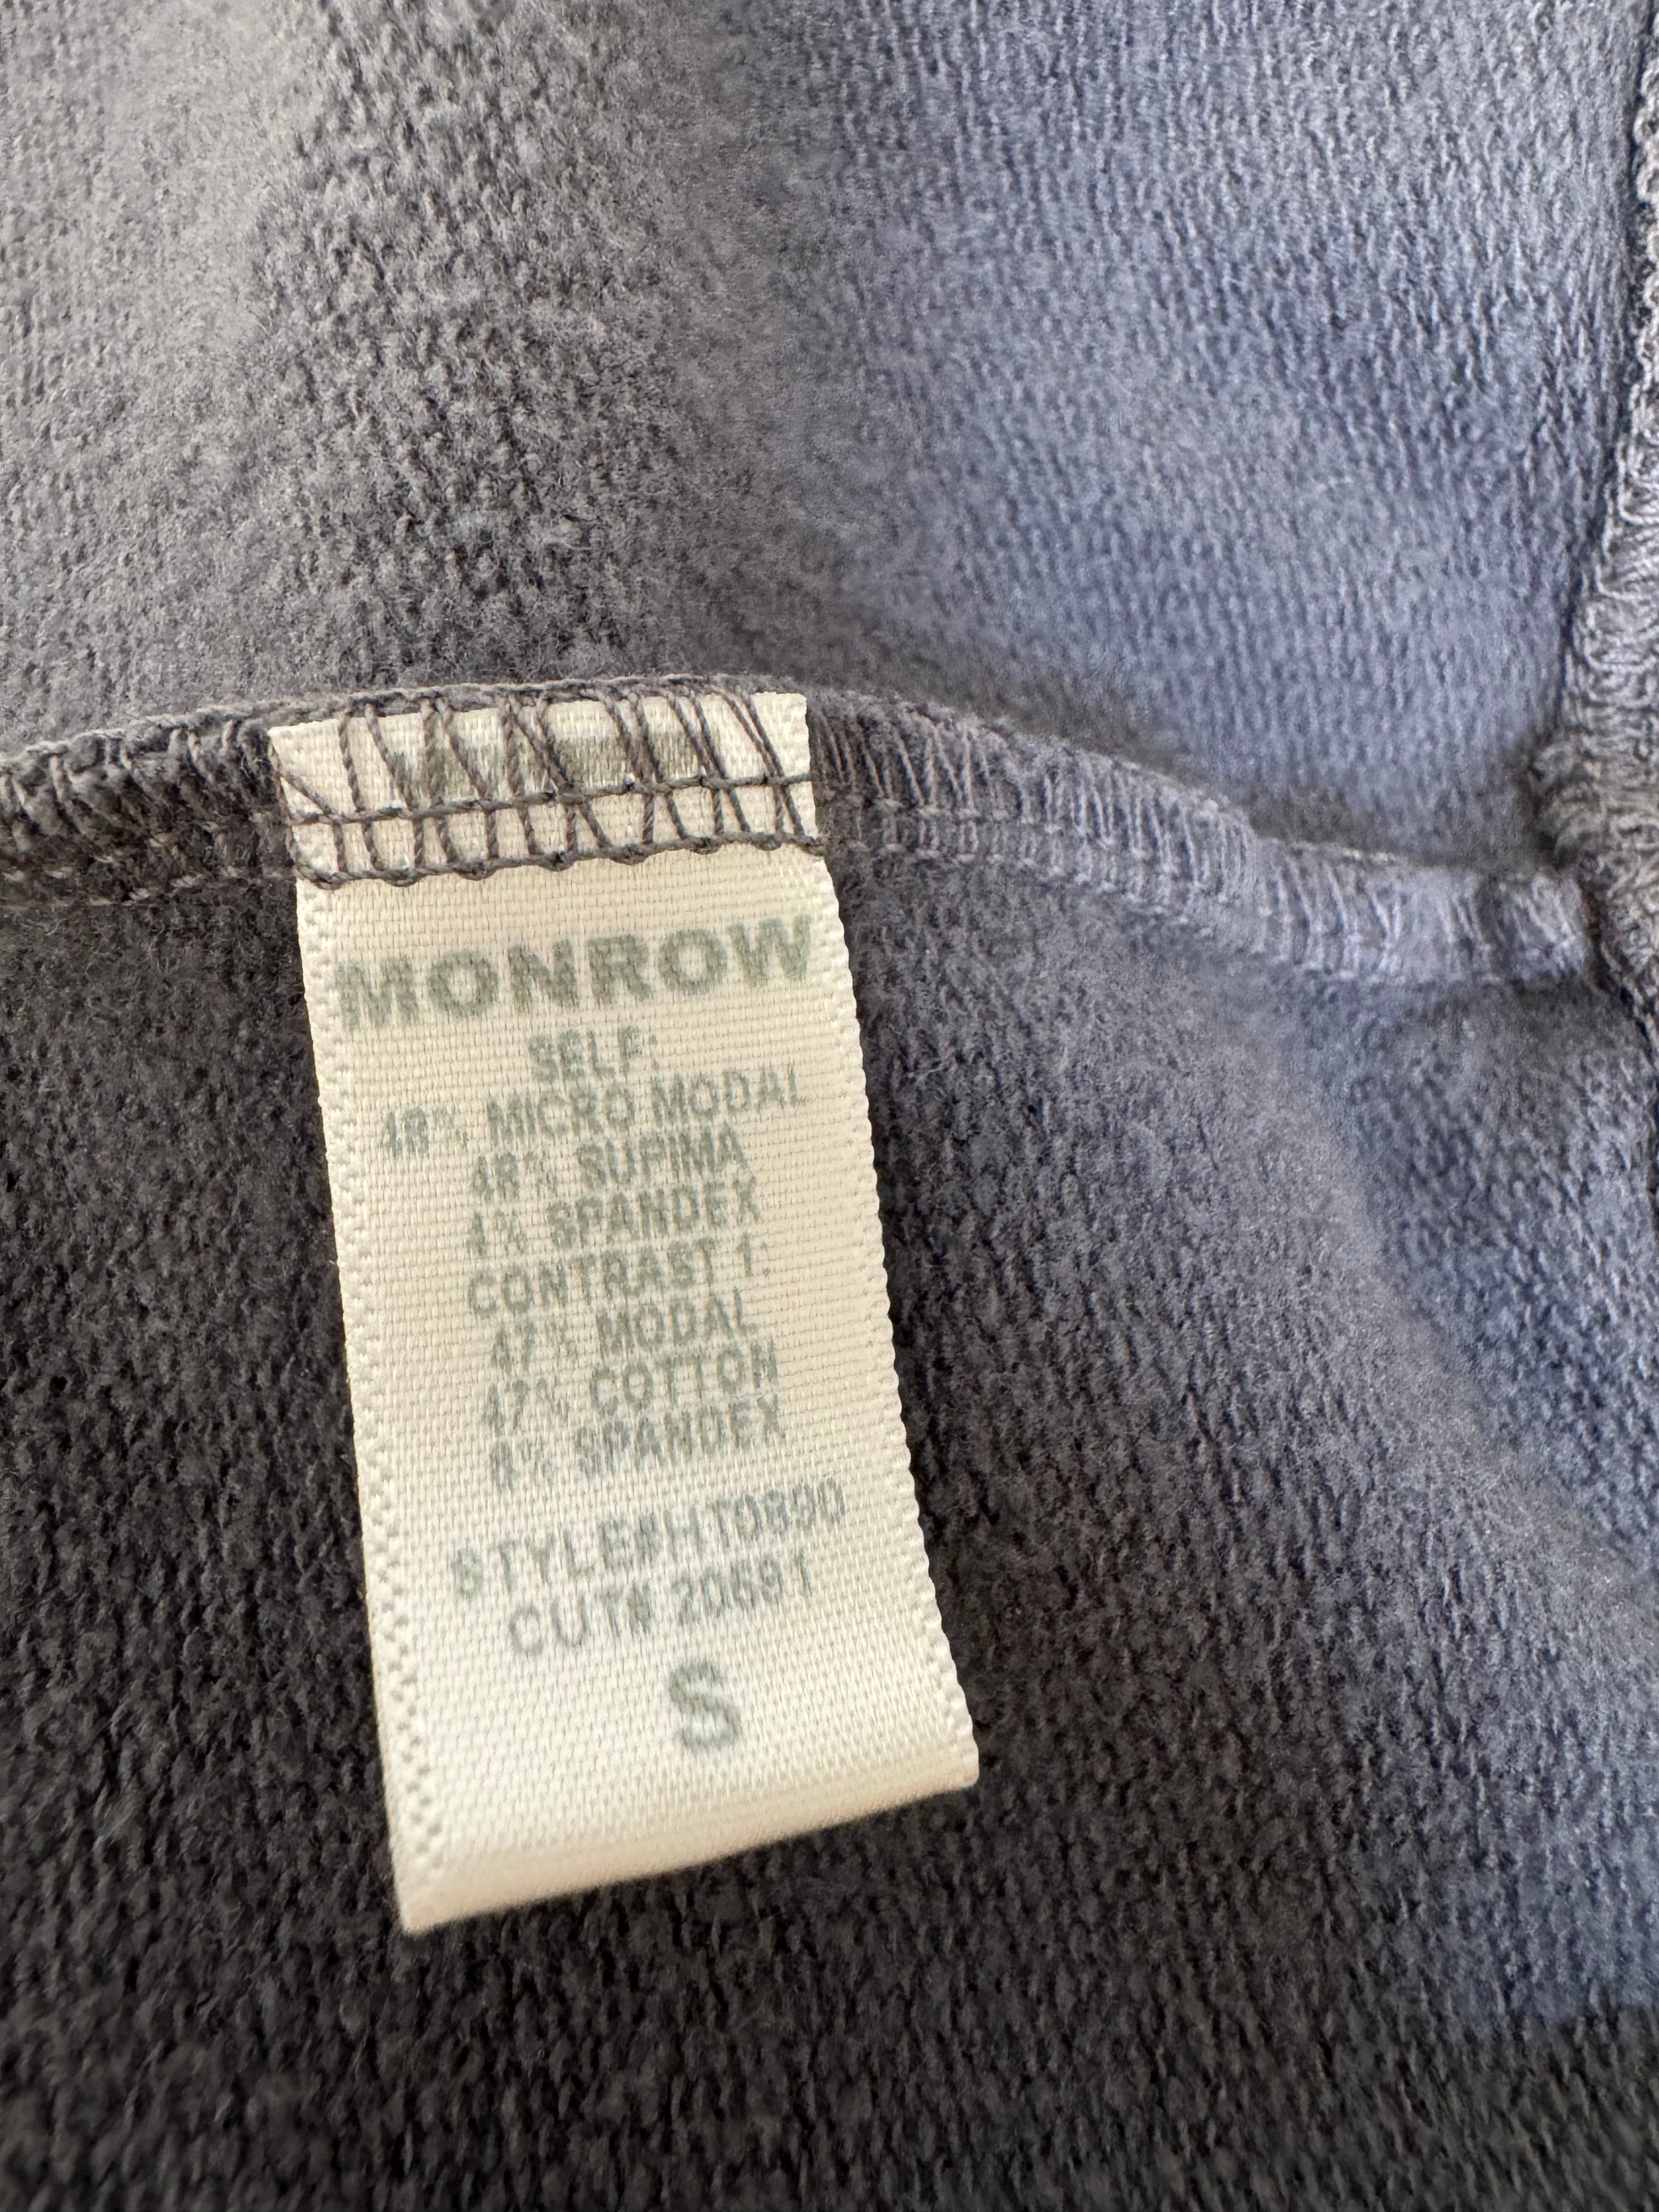 MONROW
SELF:
48% MICRO MODAL
48% SUPIMA
4% SPANDEX
CONTRAST 1:
47% MODAL
47% COTTON
6% SPANDEX
STYLE#HT0890
CUT# 20691
S